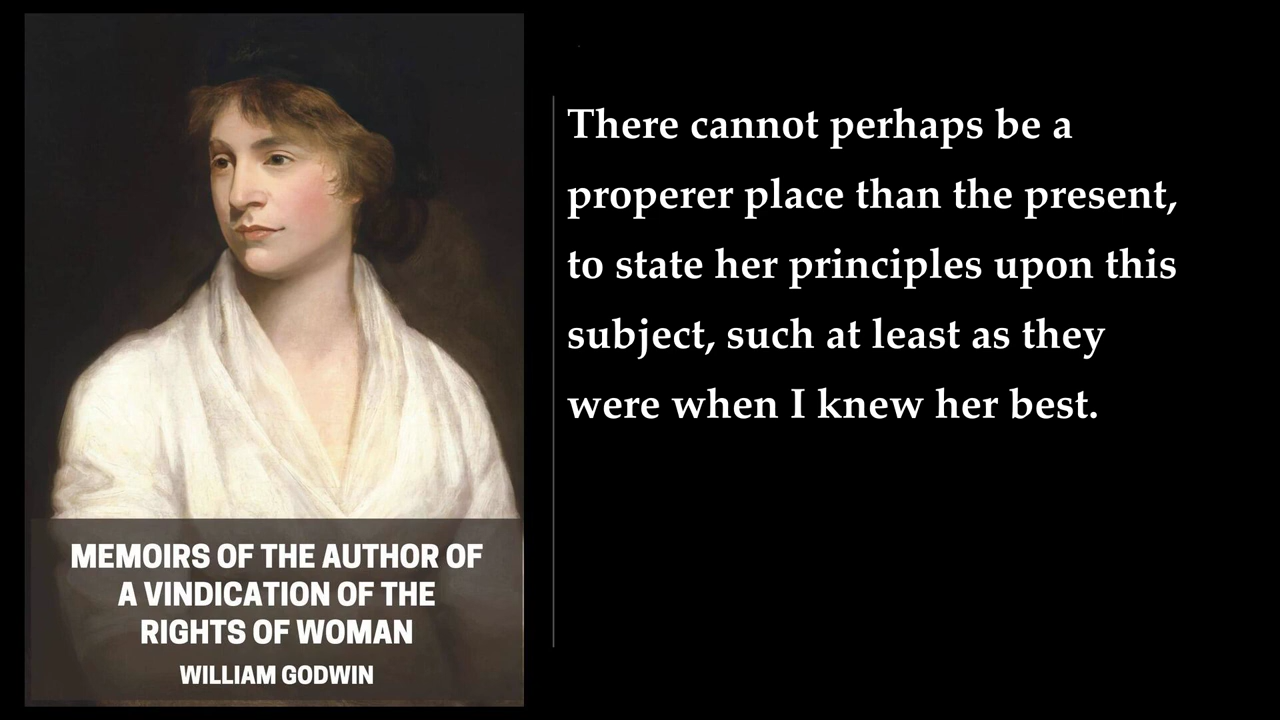 There cannot perhaps be a
properer place than the present,
to state her principles upon this
subject, such at least as they
were when I knew her best.
MEMOIRS OF THE AUTHOR OF
A VINDICATION OF THE
RIGHTS OF WOMAN
WILLIAM GODWIN